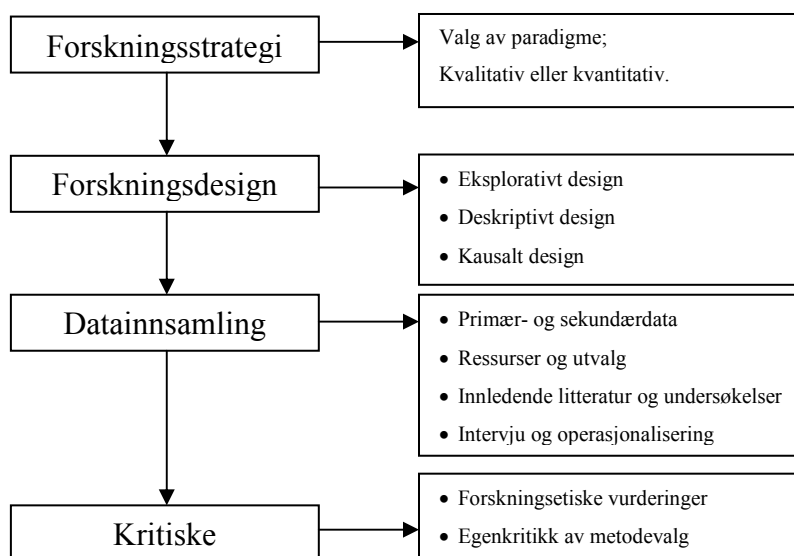 Forskningsstrategi
Valg av paradigme;
Kvalitativ eller kvantitativ.
Forskningsdesign
• Eksplorativt design
• Deskriptivt design
• Kausalt design
Datainnsamling
• Primær- og sekundærdata
• Ressurser og utvalg
• Innledende litteratur og undersøkelser
• Intervju og operasjonalisering
Kritiske
• Forskningsetiske vurderinger
• Egenkritikk av metodevalg